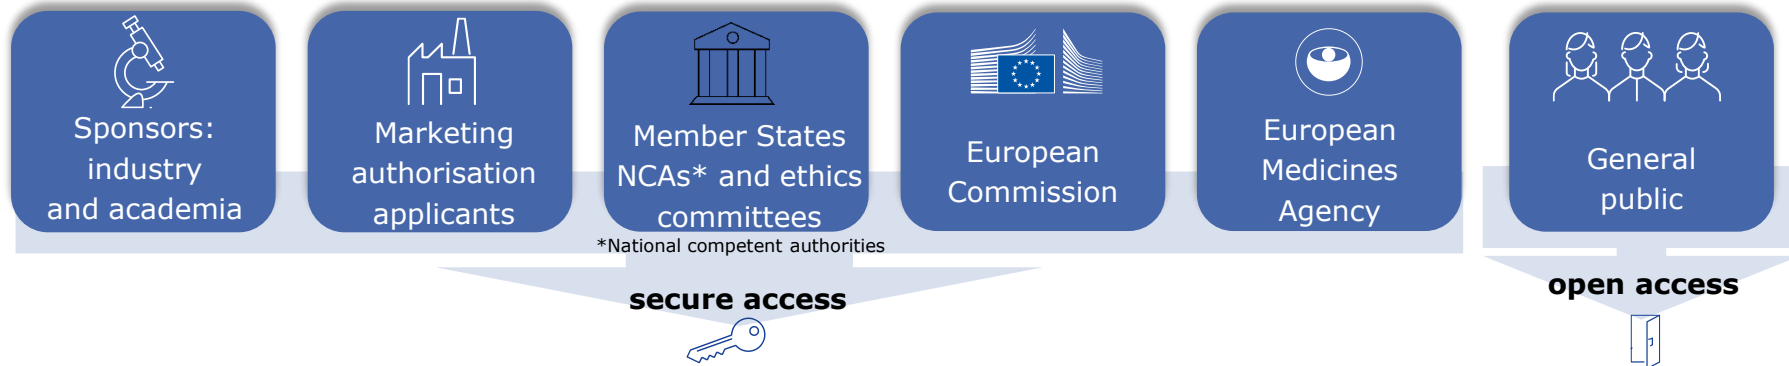 Sponsors:
industry
and academia
Marketing
authorisation
applicants
Member States
NCAs* and ethics
committees
*National competent authorities
European
Commission
European
Medicines
Agency
General
public
secure access
open access